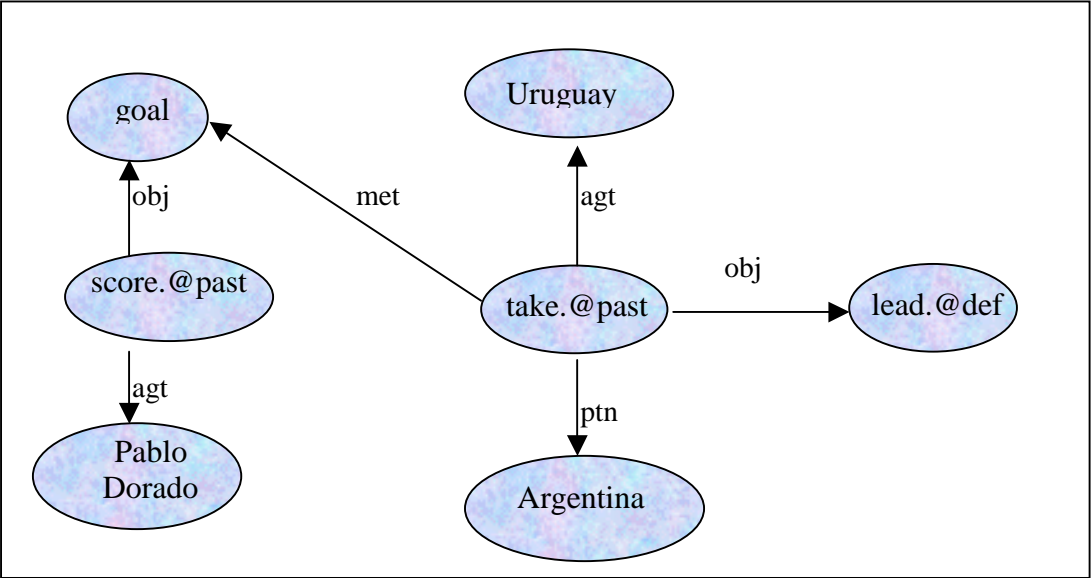 goal
Uruguay
obj
met
agt
score.@past
obj
take.@past
lead.@def
agt
ptn
Pablo
Dorado
Argentina